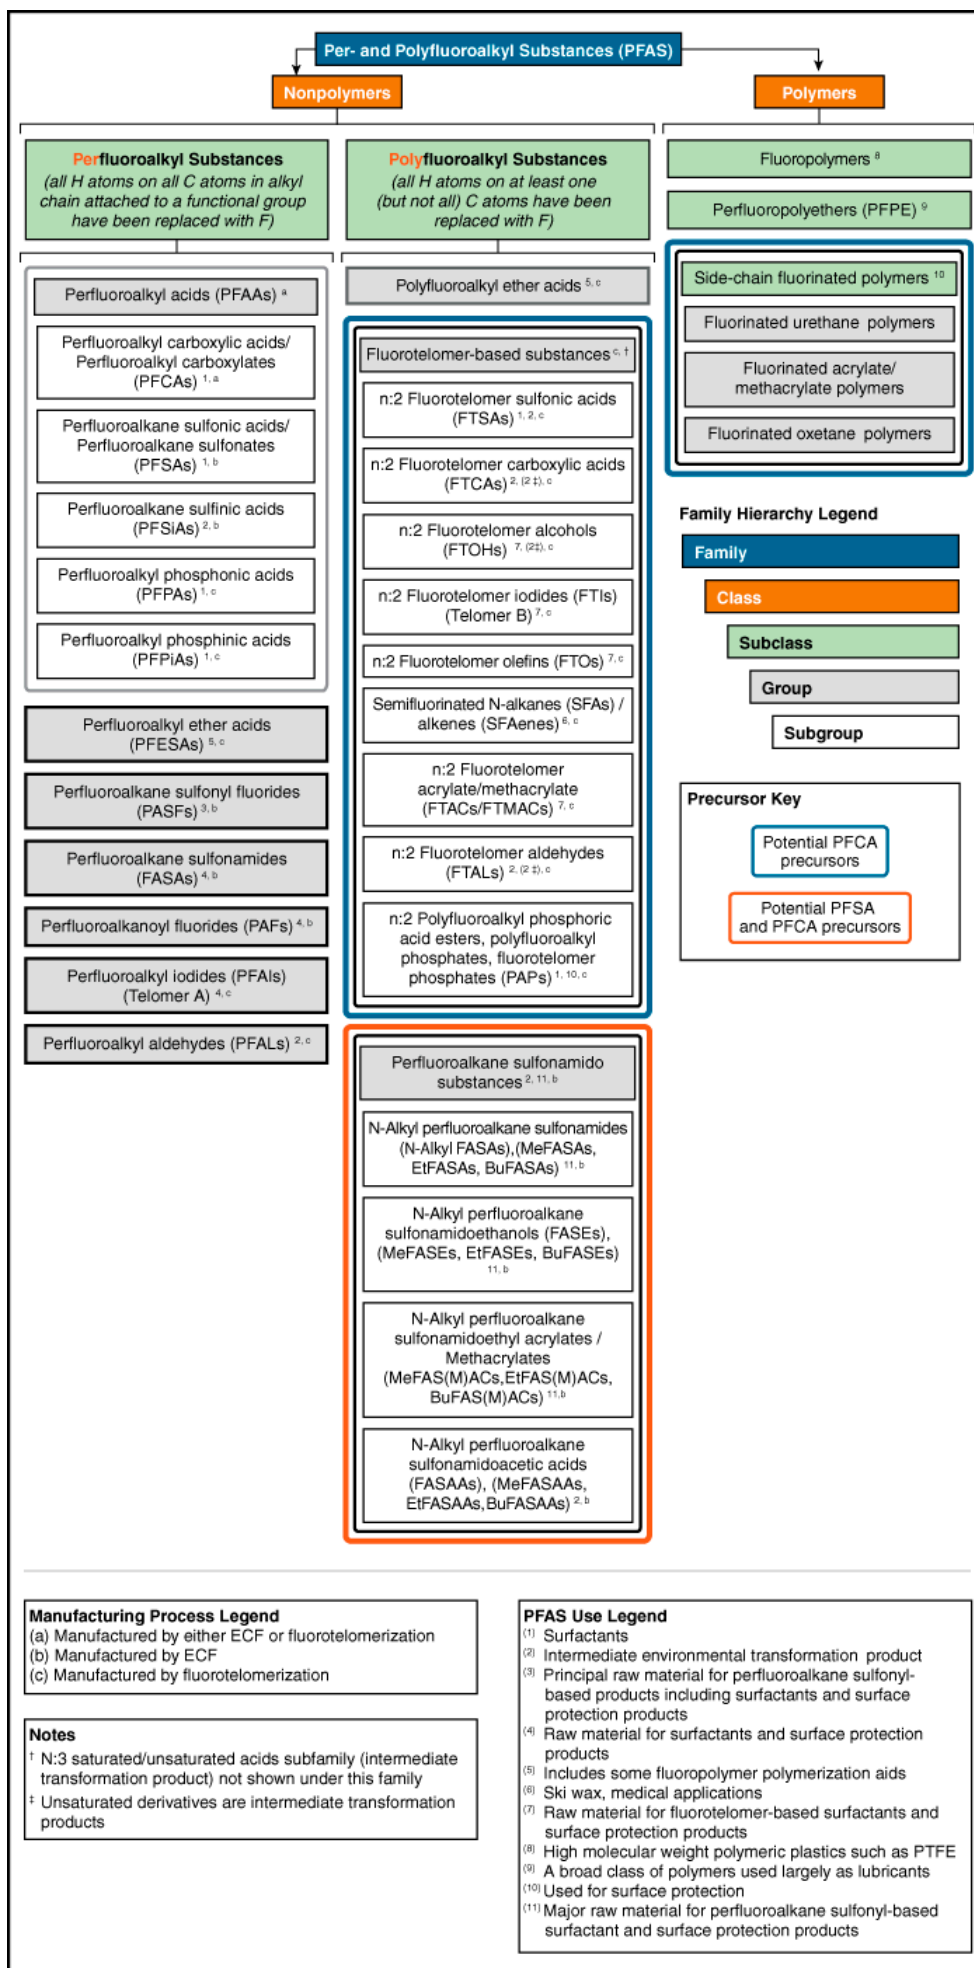 Per- and Polyfluoroalkyl Substances (PFAS)
Nonpolymers
Polymers
Perfluoroalkyl Substances
(all H atoms on all C atoms in alkyl
chain attached to a functional group
have been replaced with F)
Polyfluoroalkyl Substances
(all H atoms on at least one
(but not all) C atoms have been
replaced with F)
Fluoropolymers 8
Perfluoropolyethers (PFPE) 9
Perfluoroalkyl acids (PFAAs) a
Perfluoroalkyl carboxylic acids/
Perfluoroalkyl carboxylates
(PFCAs) 1, a
Perfluoroalkane sulfonic acids/
Perfluoroalkane sulfonates
(PFSAs) 1, b
Perfluoroalkane sulfinic acids
(PFSiAs) 2, b
Perfluoroalkyl phosphonic acids
(PFPAs) 1, c
Perfluoroalkyl phosphinic acids
(PFPiAs) 1, c
Perfluoroalkyl ether acids
(PFESAs) 5, c
Perfluoroalkane sulfonyl fluorides
(PASFs) 3, b
Perfluoroalkane sulfonamides
(FASAs) 4, b
Perfluoroalkanoyl fluorides (PAFs) 4, b
Perfluoroalkyl iodides (PFAIs)
(Telomer A) 4, c
Perfluoroalkyl aldehydes (PFALs) 2, c
Polyfluoroalkyl ether acids 5, c
Fluorotelomer-based substances c, †
n:2 Fluorotelomer sulfonic acids
(FTSAs) 1, 2, c
n:2 Fluorotelomer carboxylic acids
(FTCAs) 2, (2 ‡), c
n:2 Fluorotelomer alcohols
(FTOHs) 7, (2‡), c
n:2 Fluorotelomer iodides (FTIs)
(Telomer B) 7, c
n:2 Fluorotelomer olefins (FTOs) 7, c
Semifluorinated N-alkanes (SFAs) /
alkenes (SFAenes) 6, c
n:2 Fluorotelomer
acrylate/methacrylate
(FTACs/FTMACs) 7, c
n:2 Fluorotelomer aldehydes
(FTALs) 2, (2 ‡), c
n:2 Polyfluoroalkyl phosphoric
acid esters, polyfluoroalkyl
phosphates, fluorotelomer
phosphates (PAPs) 1, 10, c
Perfluoroalkane sulfonamido
substances 2, 11, b
N-Alkyl perfluoroalkane sulfonamides
(N-Alkyl FASAs),(MeFASAs,
EtFASAs, BuFASAs) 11, b
N-Alkyl perfluoroalkane
sulfonamidoethanols (FASEs),
(MeFASEs, EtFASEs, BuFASEs)
11, b
N-Alkyl perfluoroalkane
sulfonamidoethyl acrylates /
Methacrylates
(MeFAS(M)ACs,EtFAS(M)ACs,
BuFAS(M)ACs) 11,b
N-Alkyl perfluoroalkane
sulfonamidoacetic acids
(FASAAs), (MeFASAAs,
EtFASAAs,BuFASAAs) 2, b
Side-chain fluorinated polymers 10
Fluorinated urethane polymers
Fluorinated acrylate/
methacrylate polymers
Fluorinated oxetane polymers
Family Hierarchy Legend
Family
Class
Subclass
Group
Subgroup
Precursor Key
Potential PFCA
precursors
Potential PFSA
and PFCA precursors
Manufacturing Process Legend
(a) Manufactured by either ECF or fluorotelomerization
(b) Manufactured by ECF
(c) Manufactured by fluorotelomerization
Notes
† N:3 saturated/unsaturated acids subfamily (intermediate
transformation product) not shown under this family
‡ Unsaturated derivatives are intermediate transformation
products
PFAS Use Legend
(1) Surfactants
(2) Intermediate environmental transformation product
(3) Principal raw material for perfluoroalkane sulfonyl-
based products including surfactants and surface
protection products
(4) Raw material for surfactants and surface protection
products
(5) Includes some fluoropolymer polymerization aids
(6) Ski wax, medical applications
(7) Raw material for fluorotelomer-based surfactants and
surface protection products
(8) High molecular weight polymeric plastics such as PTFE
(9) A broad class of polymers used largely as lubricants
(10) Used for surface protection
(11) Major raw material for perfluoroalkane sulfonyl-based
surfactant and surface protection products